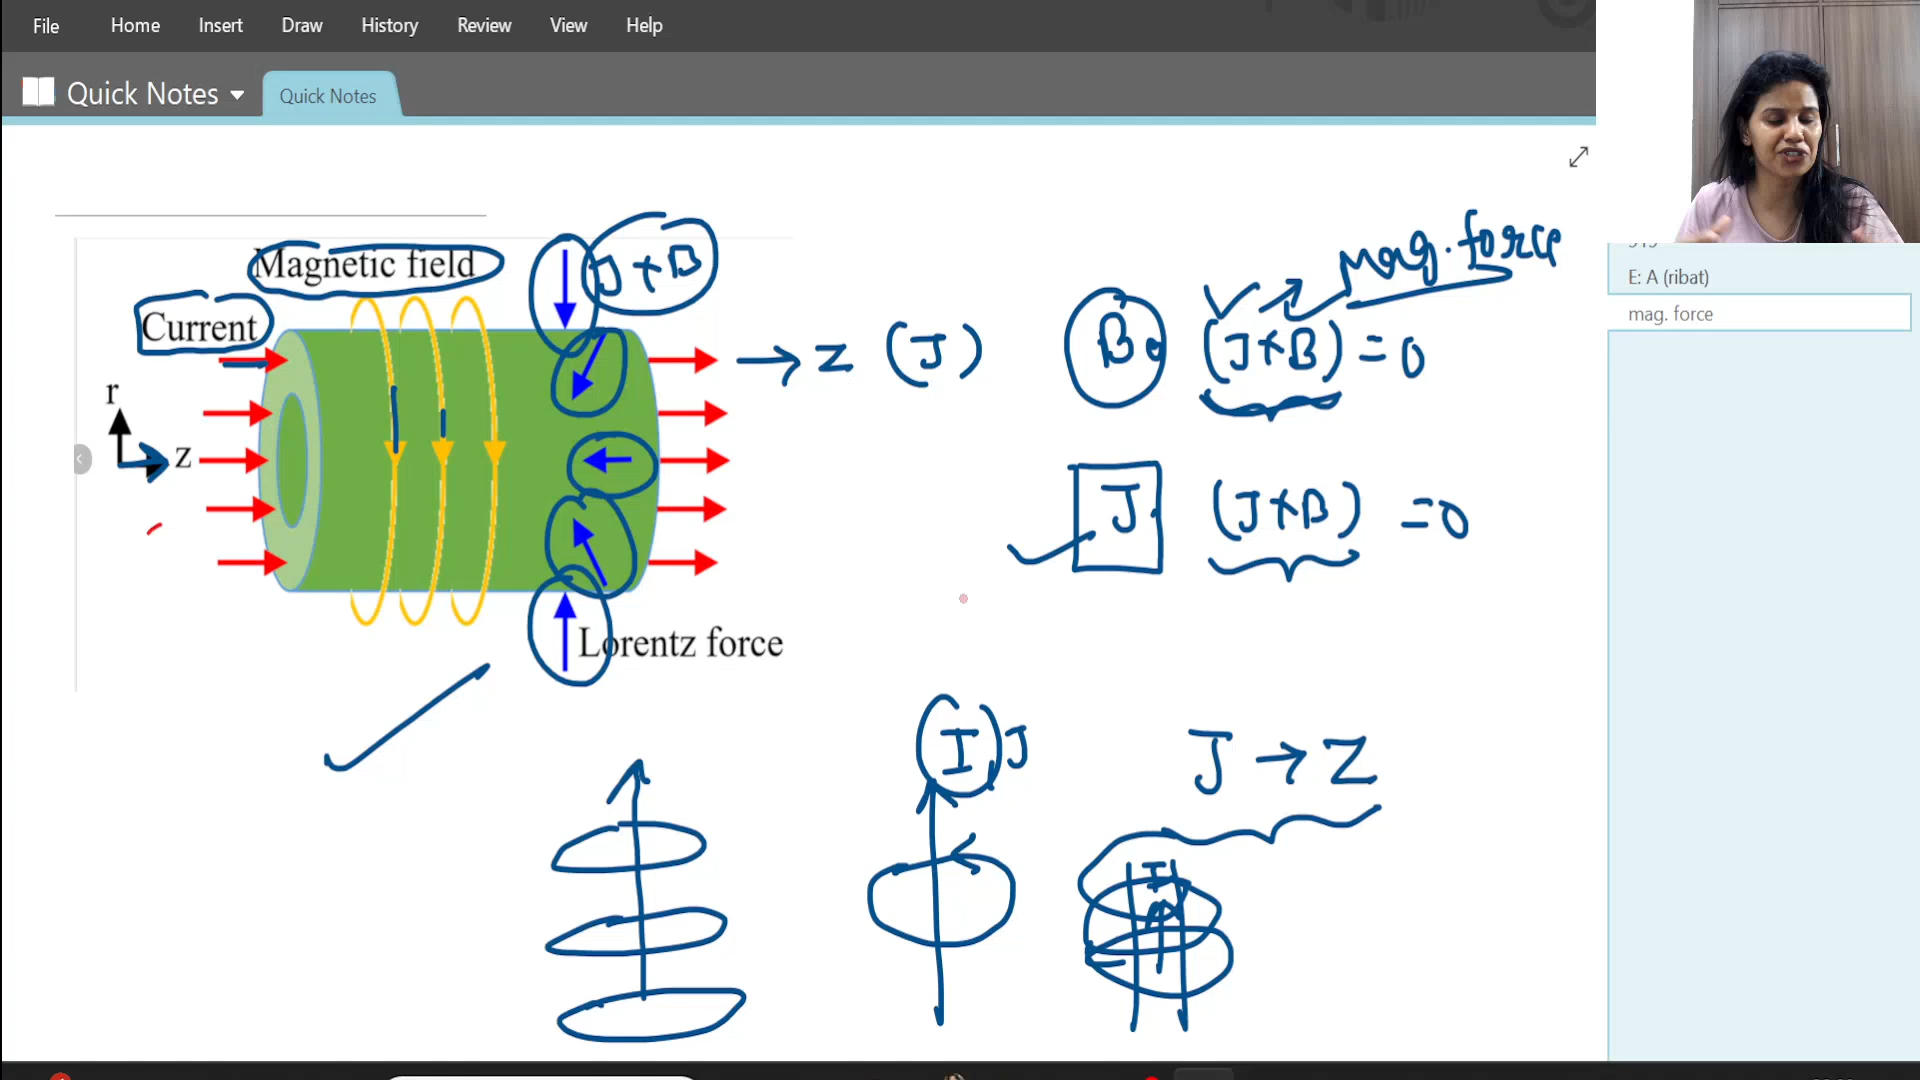 File Home Insert Draw History Review View Help
Quick Notes Quick Notes
E: A (ribat)
mag. force
Magnetic field
J × B
mag. force
Current
→ Z (J)
B. (J×B) = 0
r
z
J. (J×B) = 0
Lorentz force
I J
J → Z
I